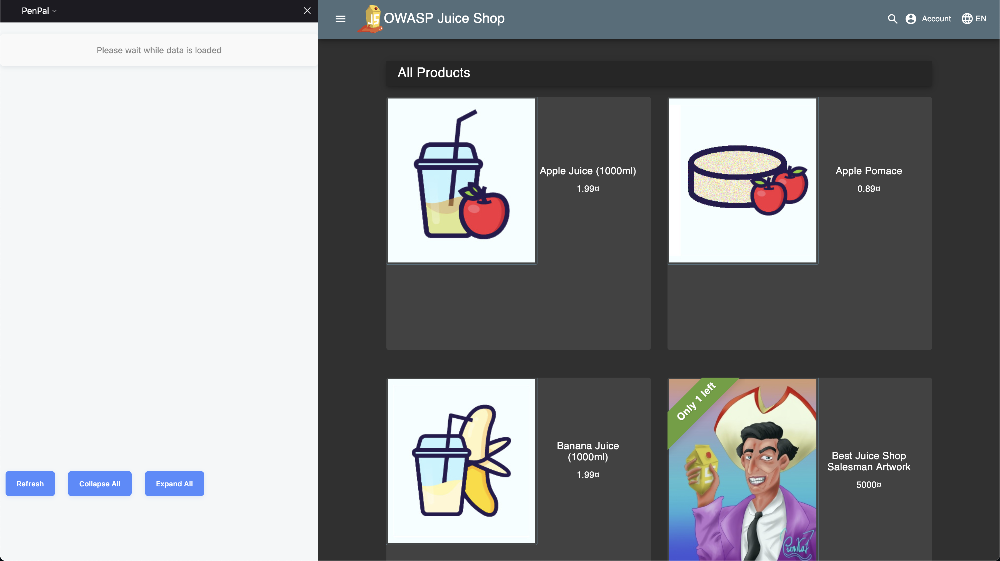 PenPal
Please wait while data is loaded
Refresh
Collapse All
Expand All
JS
OWASP Juice Shop
Account
EN
All Products
Apple Juice (1000ml)
1.99¤
Apple Pomace
0.89¤
Banana Juice
(1000ml)
1.99¤
Only 1 left
Best Juice Shop
Salesman Artwork
5000¤